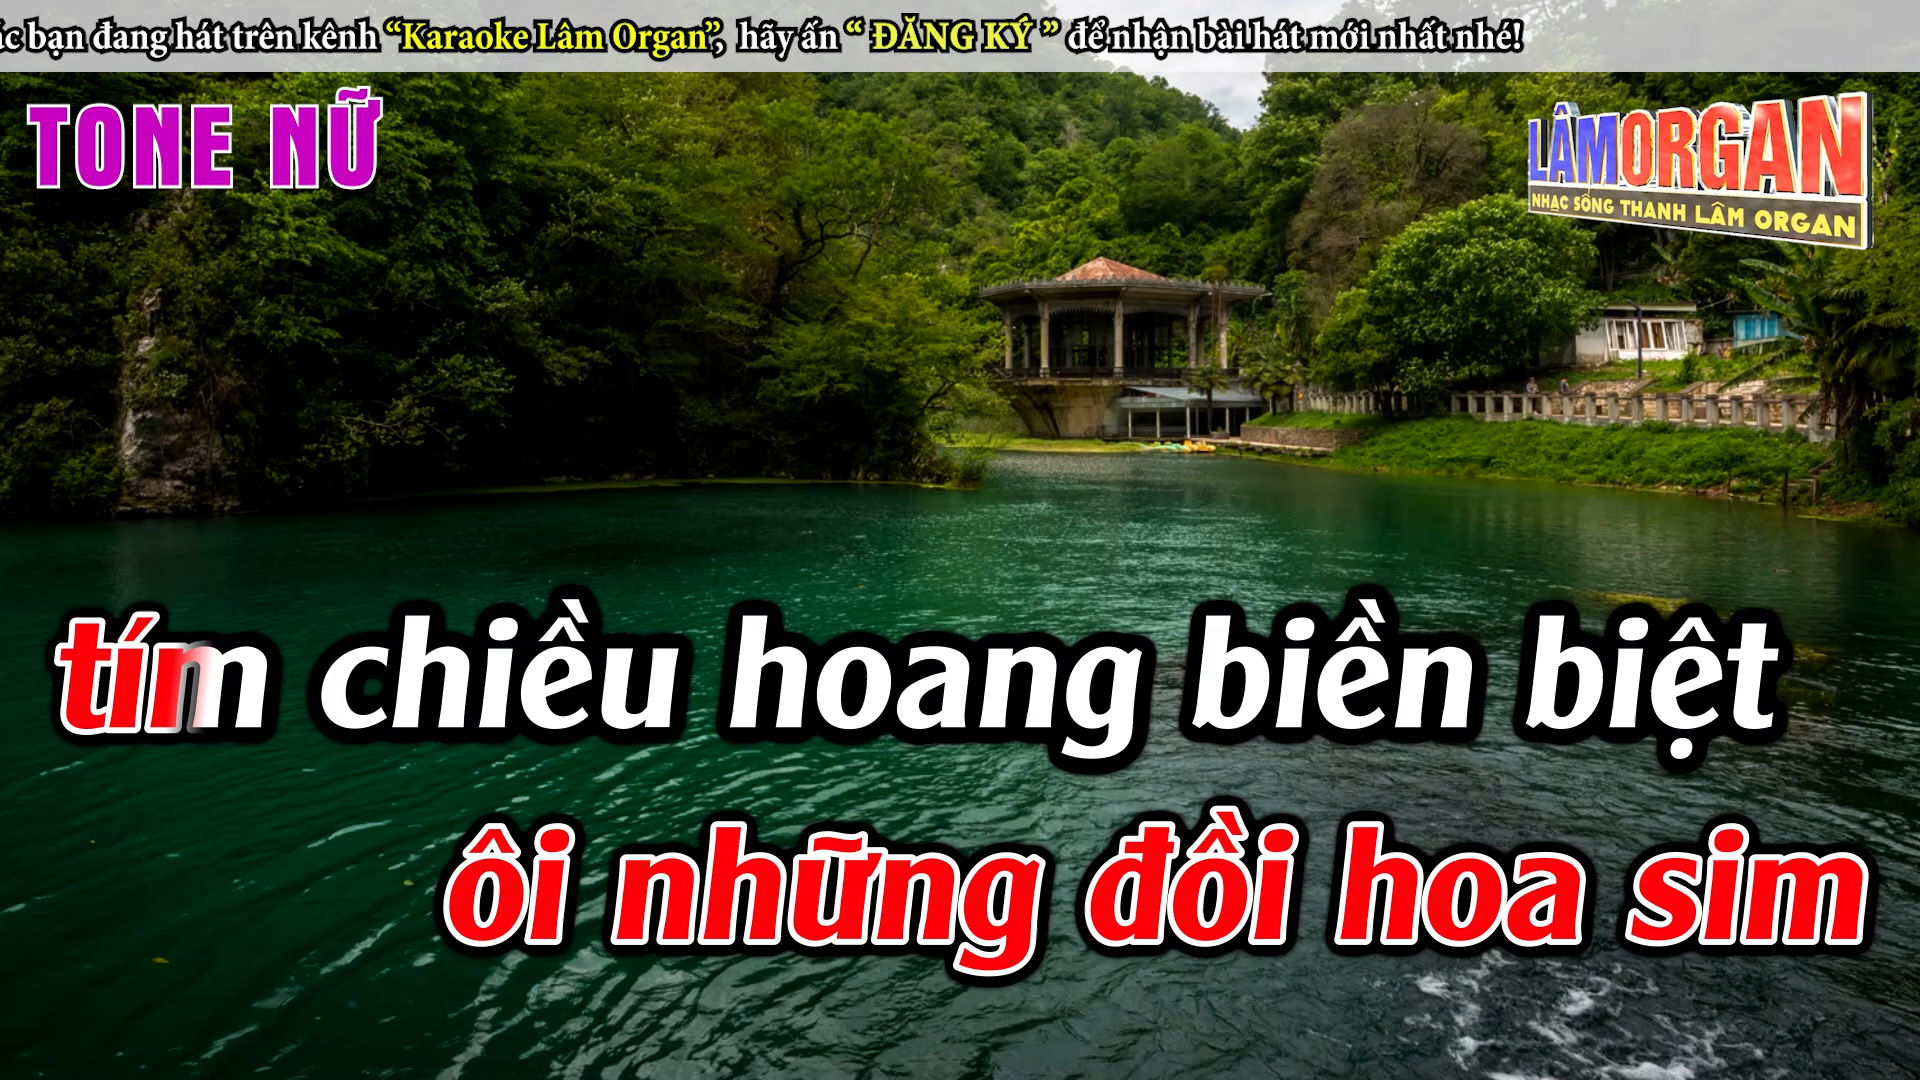 bạn đang hát trên kênh “Karaoke Lâm Organ”, hãy ấn “ ĐĂNG KÝ ” để nhận bài hát mới nhất nhé!
TONE NỮ
LÂMORGAN
NHẠC SỐNG THANH LÂM ORGAN
tím chiều hoang biền biệt
ôi những đồi hoa sim